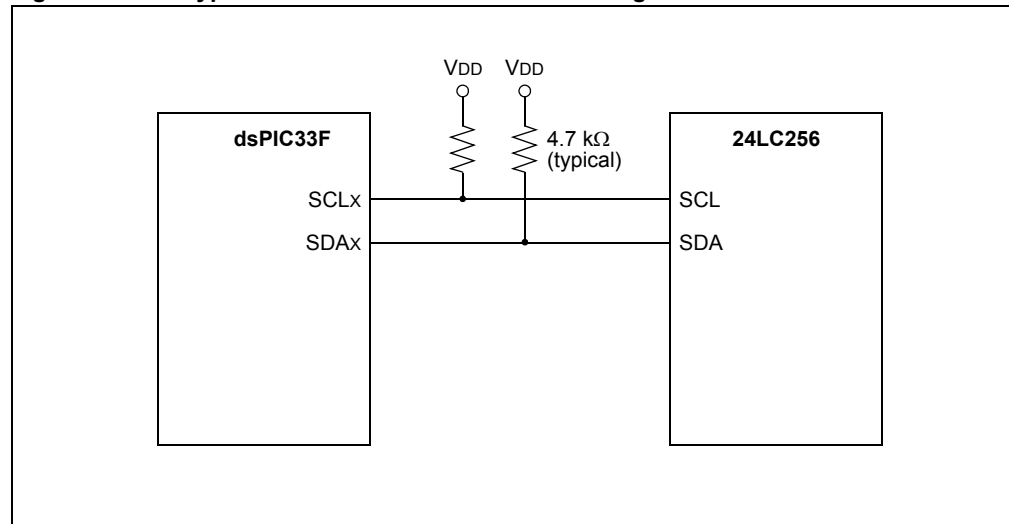 VDD VDD
dsPIC33F
4.7 kΩ
(typical)
24LC256
SCLx
SCL
SDAx
SDA